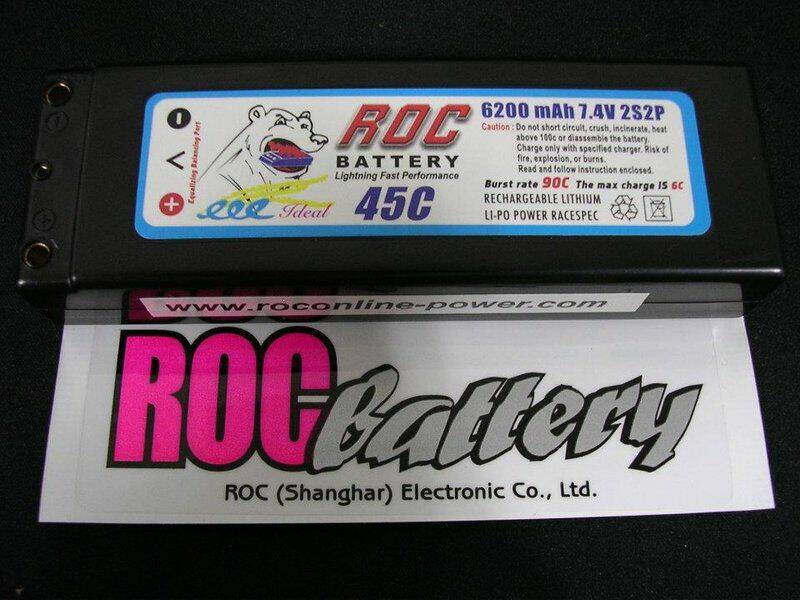 Equalizing Balancing Port
ROC
BATTERY
Lightning Fast Performance
eee Ideal
45C
6200 mAh 7.4V 2S2P
Caution : Do not short circuit, crush, incinerate, heat
above 100c or disassemble the battery.
Charge only with specified charger. Risk of
fire, explosion, or burns.
Read and follow instruction enclosed.
Burst rate 90C The max charge IS 6C
RECHARGEABLE LITHIUM
LI-PO POWER RACESPEC
www.roconline-power.com
ROC Battery
ROC (Shanghar) Electronic Co., Ltd.